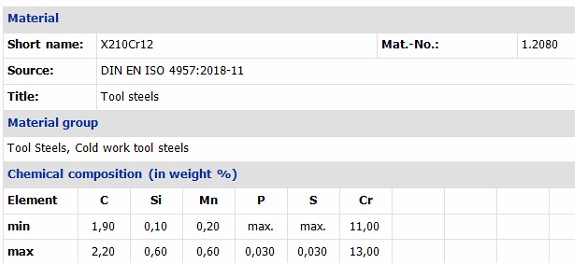 Material
Short name: X210Cr12 Mat.-No.: 1.2080
Source: DIN EN ISO 4957:2018-11
Title: Tool steels
Material group
Tool Steels, Cold work tool steels
Chemical composition (in weight %)
Element C Si Mn P S Cr
min 1,90 0,10 0,20 max. max. 11,00
max 2,20 0,60 0,60 0,030 0,030 13,00